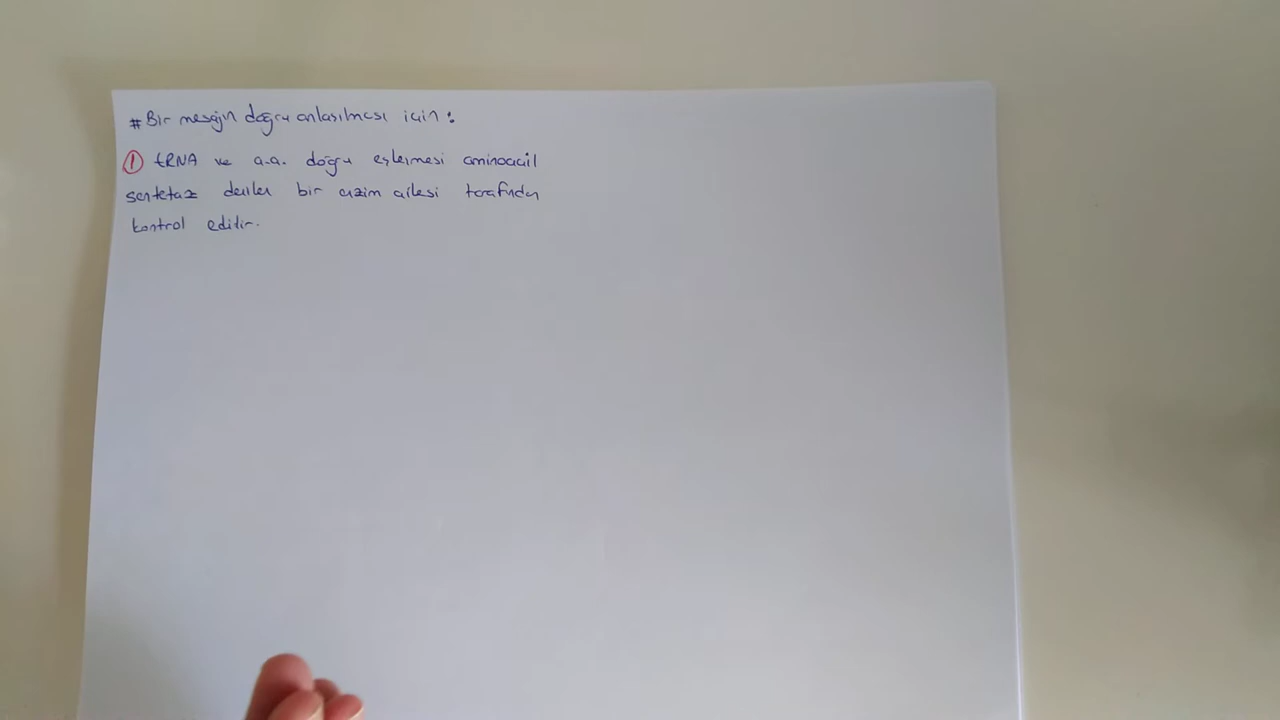 # Bir mesajın doğru anlaşılması için :
① tRNA ve a.a. doğru eşleşmesi aminoaçil
sentetaz denilen bir enzim ailesi tarafından
kontrol edilir.